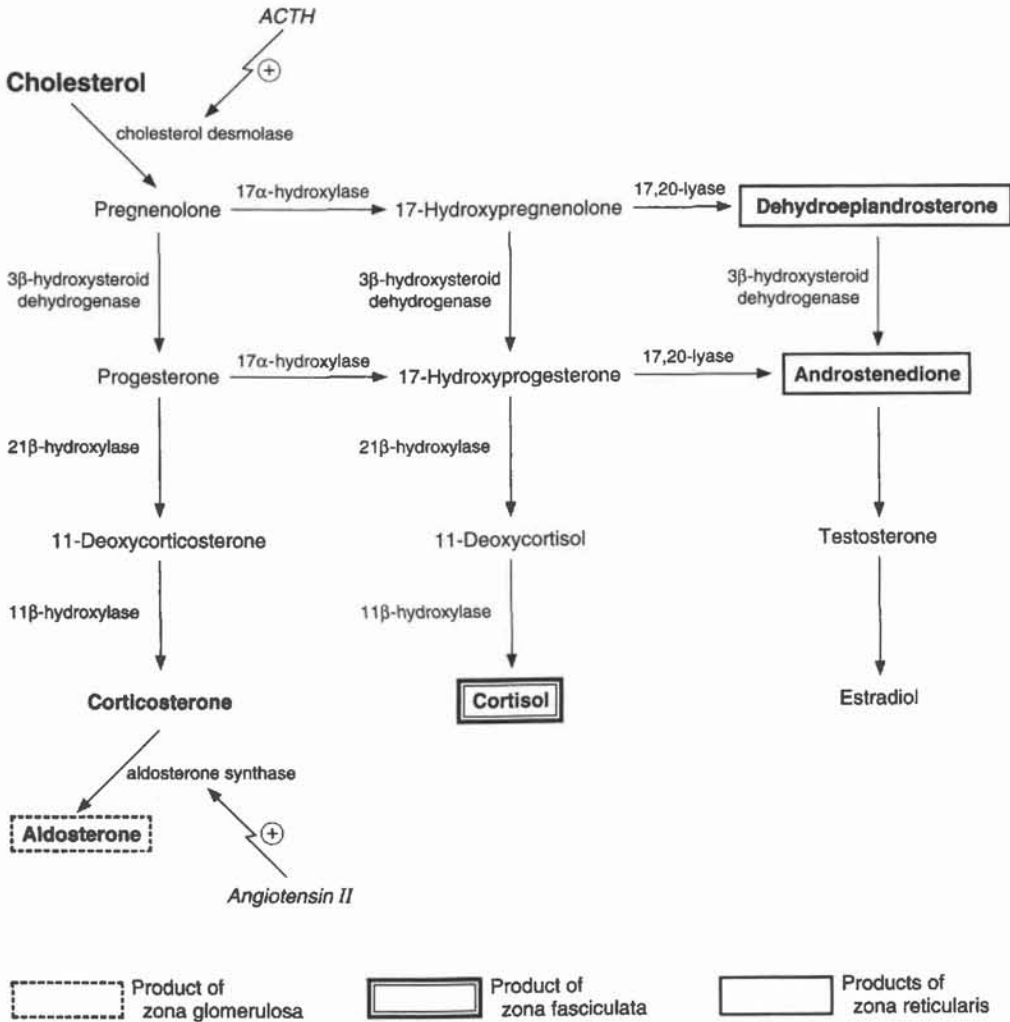 ACTH
+
Cholesterol
cholesterol desmolase
Pregnenolone
17α-hydroxylase
17-Hydroxypregnenolone
17,20-lyase
Dehydroepiandrosterone
3β-hydroxysteroid
dehydrogenase
3β-hydroxysteroid
dehydrogenase
3β-hydroxysteroid
dehydrogenase
Progesterone
17α-hydroxylase
17-Hydroxyprogesterone
17,20-lyase
Androstenedione
21β-hydroxylase
21β-hydroxylase
11-Deoxycorticosterone
11-Deoxycortisol
Testosterone
11β-hydroxylase
11β-hydroxylase
Corticosterone
Cortisol
Estradiol
aldosterone synthase
Aldosterone
+
Angiotensin II
Product of
zona glomerulosa
Product of
zona fasciculata
Products of
zona reticularis